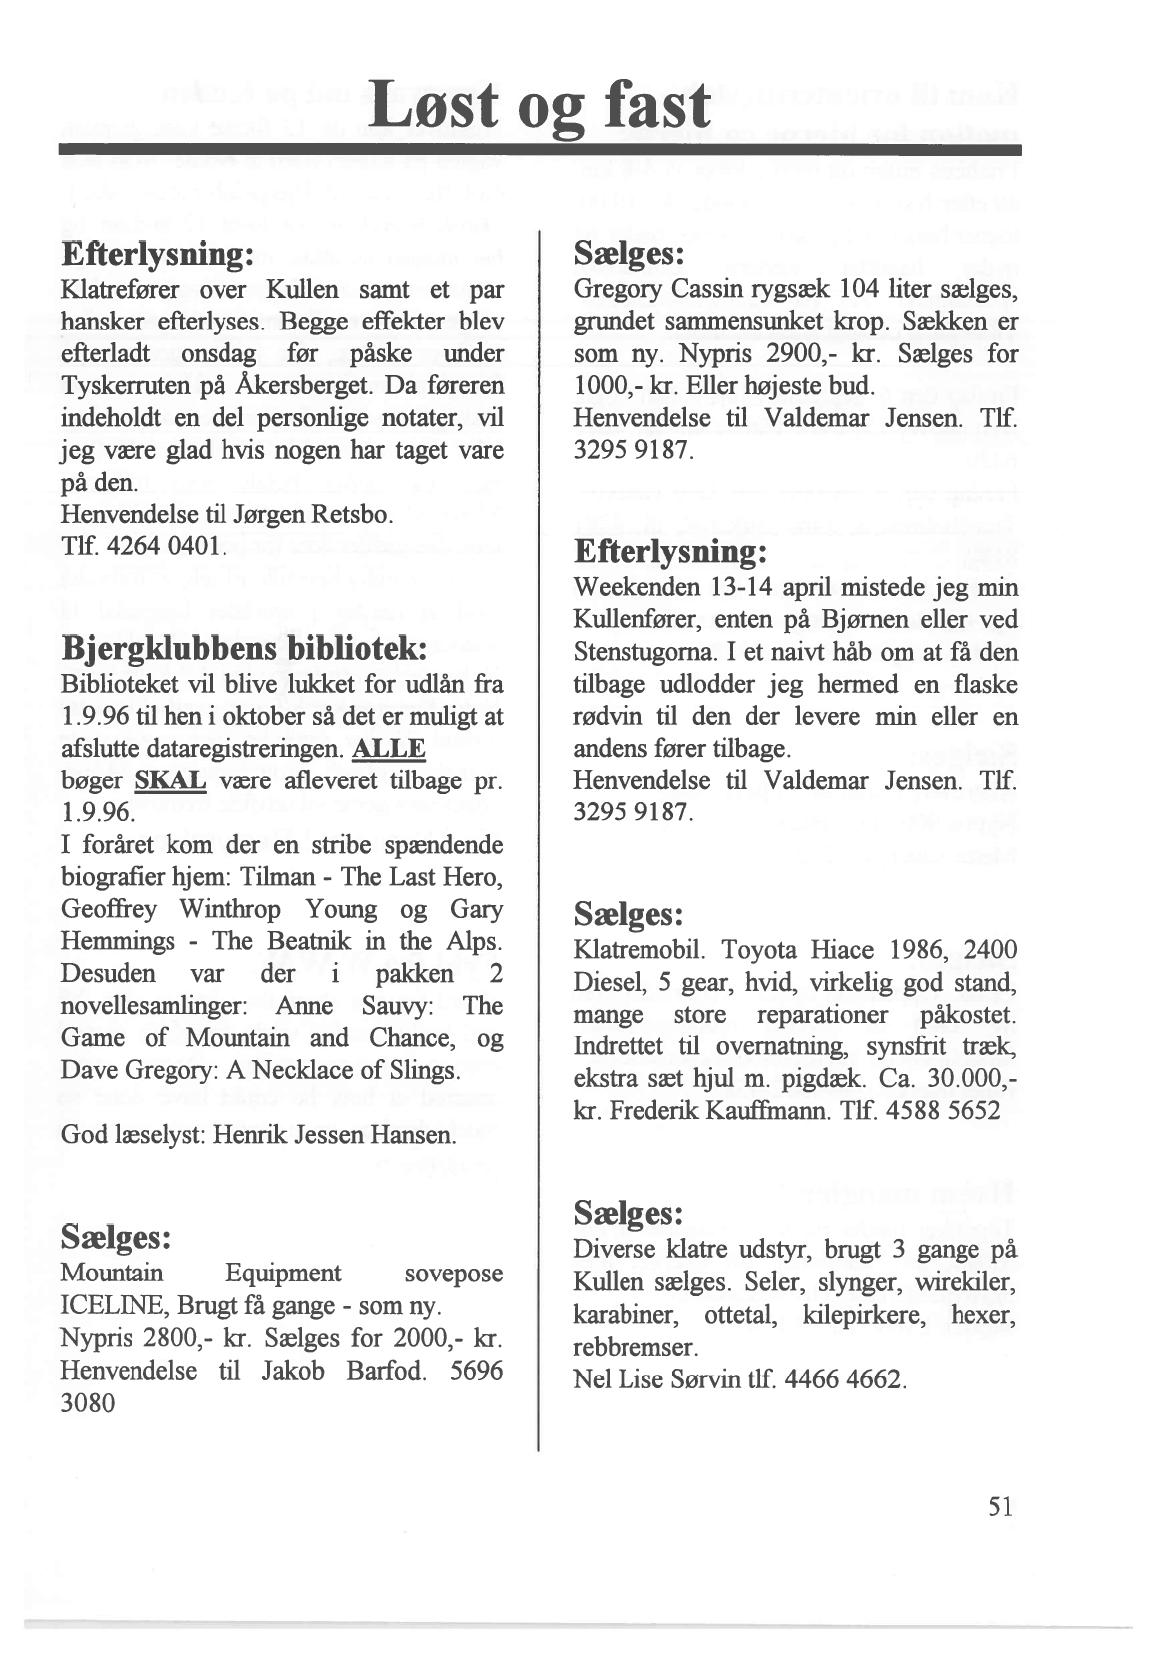 Løst og fast
Efterlysning:
Klatrefører over Kullen samt et par
hansker efterlyses. Begge effekter blev
efterladt onsdag før påske under
Tyskerruten på Åkersberget. Da føreren
indeholdt en del personlige notater, vil
jeg være glad hvis nogen har taget vare
på den.
Henvendelse til Jørgen Retsbo.
Tlf. 4264 0401.
Bjergklubbens bibliotek:
Biblioteket vil blive lukket for udlån fra
1.9.96 til hen i oktober så det er muligt at
afslutte dataregistreringen. ALLE
bøger SKAL være afleveret tilbage pr.
1.9.96.
I foråret kom der en stribe spændende
biografier hjem: Tilman - The Last Hero,
Geoffrey Winthrop Young og Gary
Hemmings - The Beatnik in the Alps.
Desuden var der i pakken 2
novellesamlinger: Anne Sauvy: The
Game of Mountain and Chance, og
Dave Gregory: A Necklace of Slings.
God læselyst: Henrik Jessen Hansen.
Sælges:
Mountain Equipment sovepose
ICELINE, Brugt få gange - som ny.
Nypris 2800,- kr. Sælges for 2000,- kr.
Henvendelse til Jakob Barfod. 5696
3080
Sælges:
Gregory Cassin rygsæk 104 liter sælges,
grundet sammensunket krop. Sækken er
som ny. Nypris 2900,- kr. Sælges for
1000,- kr. Eller højeste bud.
Henvendelse til Valdemar Jensen. Tlf.
3295 9187.
Efterlysning:
Weekenden 13-14 april mistede jeg min
Kullenfører, enten på Bjørnen eller ved
Stenstugorna. I et naivt håb om at få den
tilbage udlodder jeg hermed en flaske
rødvin til den der levere min eller en
andens fører tilbage.
Henvendelse til Valdemar Jensen. Tlf.
3295 9187.
Sælges:
Klatremobil. Toyota Hiace 1986, 2400
Diesel, 5 gear, hvid, virkelig god stand,
mange store reparationer påkostet.
Indrettet til overnatning, synsfrit træk,
ekstra sæt hjul m. pigdæk. Ca. 30.000,-
kr. Frederik Kauffmann. Tlf. 4588 5652
Sælges:
Diverse klatre udstyr, brugt 3 gange på
Kullen sælges. Seler, slynger, wirekiler,
karabiner, ottetal, kilepirkere, hexer,
rebbremser.
Nel Lise Sørvin tlf. 4466 4662.
51